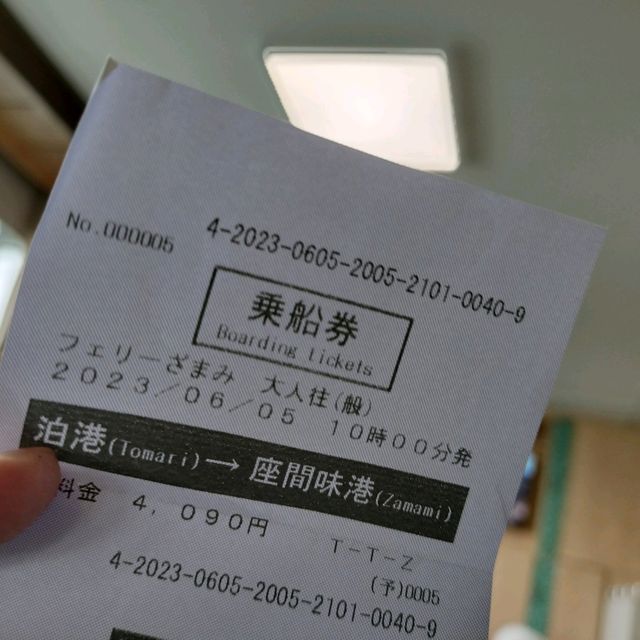 No.000005 4-2023-0605-2005-2101-0040-9
乗船券
Boarding tickets
フェリーざまみ 大人往(般)
2023/06/05 10時00分発
泊港(Tomari)→座間味港(Zamami)
料金 4,090円 T-T-Z
(予)0005
4-2023-0605-2005-2101-0040-9